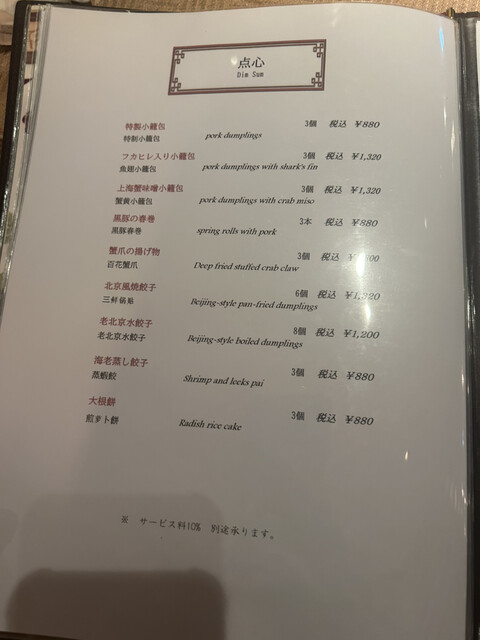 点心
Dim Sum
特製小籠包 3個 税込 ¥880
特制小籠包 pork dumplings
フカヒレ入り小籠包 3個 税込 ¥1,320
魚翅小籠包 pork dumplings with shark's fin
上海蟹味噌小籠包 3個 税込 ¥1,320
蟹黄小籠包 pork dumplings with crab miso
黒豚の春巻 3本 税込 ¥880
黒豚春巻 spring rolls with pork
蟹爪の揚げ物 3個 税込
百花蟹爪 Deep fried stuffed crab claw
北京風焼餃子 6個 税込 ¥1,320
三鮮锅贴 Beijing-style pan-fried dumplings
老北京水餃子 8個 税込 ¥1,200
老北京水餃子 Beijing-style boiled dumplings
海老蒸し餃子 3個 税込 ¥880
蒸蝦餃 Shrimp and leeks pai
大根餅 3個 税込 ¥880
煎ㄕト餅 Radish rice cake
※ サービス料10% 別途承ります。